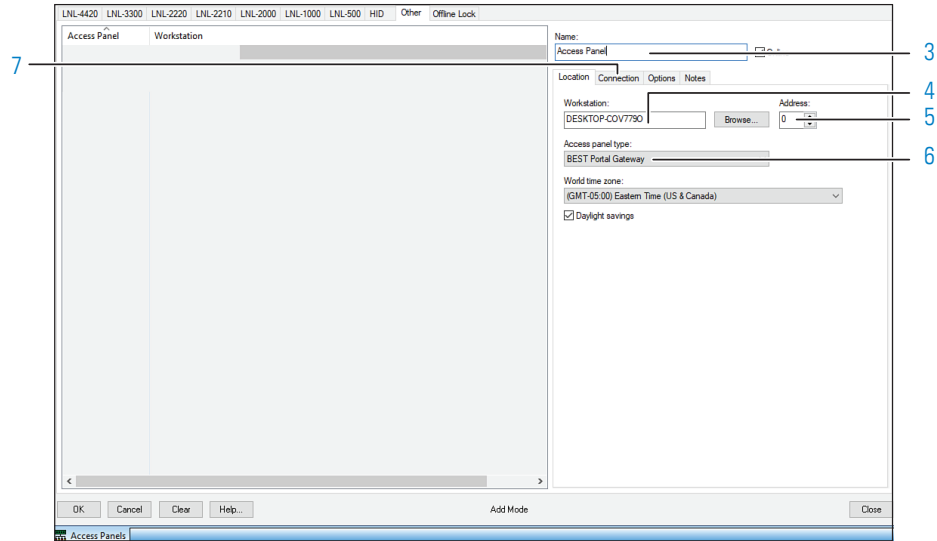 LNL-4420 LNL-3300 LNL-2220 LNL-2210 LNL-2000 LNL-1000 LNL-500 HID Other Offline Lock
Access Panel Workstation
Name:
Access Panel
3
7
Location Connection Options Notes
4
Workstation: Address:
DESKTOP-COV779O Browse... 0
5
Access panel type:
BEST Portal Gateway
6
World time zone:
(GMT-05:00) Eastern Time (US & Canada)
Daylight savings
OK Cancel Clear Help... Add Mode Close
Access Panels